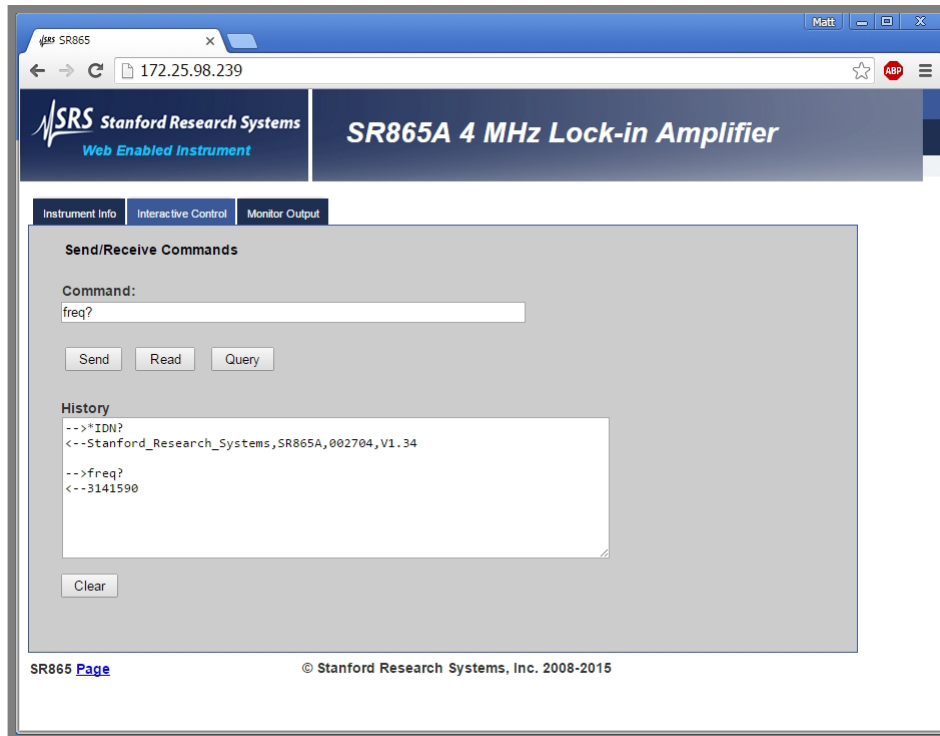 Matt
SRS SR865
172.25.98.239
ABP
SRS Stanford Research Systems
Web Enabled Instrument
SR865A 4 MHz Lock-in Amplifier
Instrument Info Interactive Control Monitor Output
Send/Receive Commands
Command:
freq?
Send Read Query
History
-->*IDN?
<--Stanford_Research_Systems,SR865A,002704,V1.34
-->freq?
<--3141590
Clear
SR865 Page © Stanford Research Systems, Inc. 2008-2015